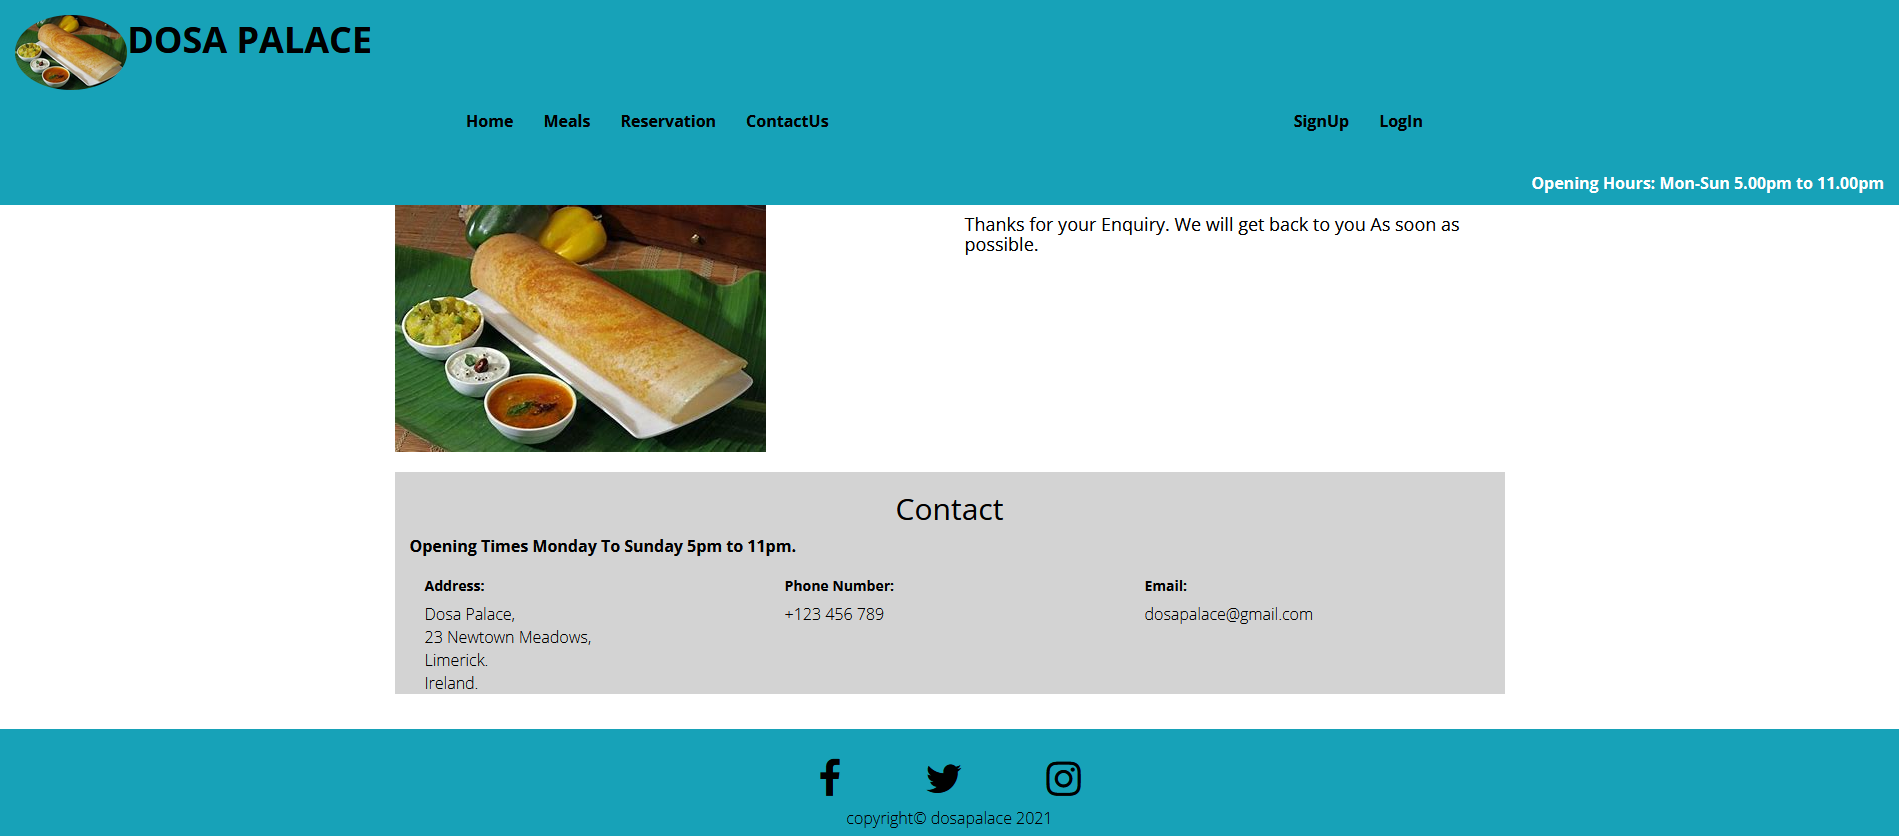 DOSA PALACE
Home Meals Reservation ContactUs SignUp LogIn
Opening Hours: Mon-Sun 5.00pm to 11.00pm
Thanks for your Enquiry. We will get back to you As soon as
possible.
Contact
Opening Times Monday To Sunday 5pm to 11pm.
Address:
Dosa Palace,
23 Newtown Meadows,
Limerick.
Ireland.
Phone Number:
+123 456 789
Email:
dosapalace@gmail.com
copyright© dosapalace 2021